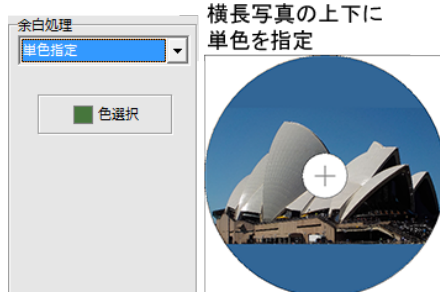 余白処理
単色指定
色選択
横長写真の上下に
単色を指定